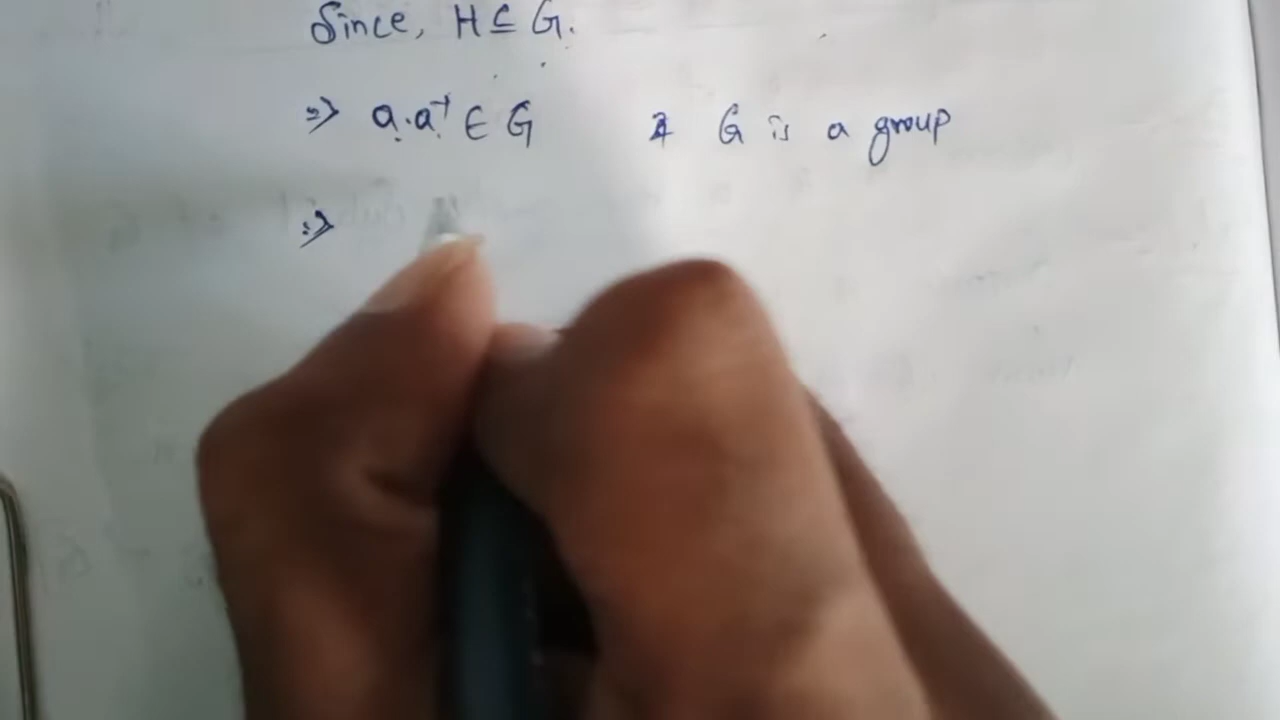 Since, H ⊆ G.
⇒ a.a⁻¹ ∈ G & G is a group
⇒